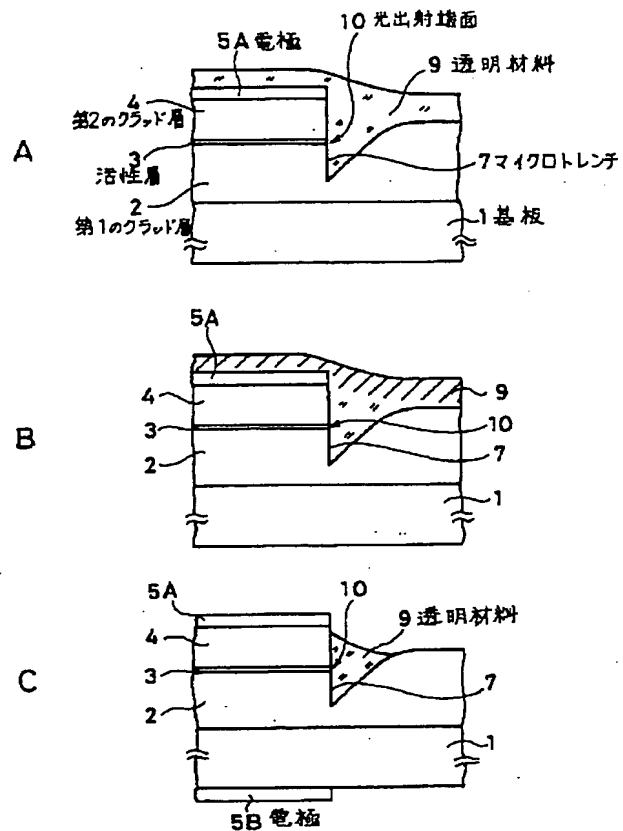 10 光出射端面
5A 電極
9 透明材料
4
第2のクラッド層
A
3
活性層
7 マイクロトレンチ
2
第1のクラッド層
1 基板
5A
4
9
B
3
10
2
7
1
5A
10
4
9 透明材料
C
3
7
2
1
5B 電極